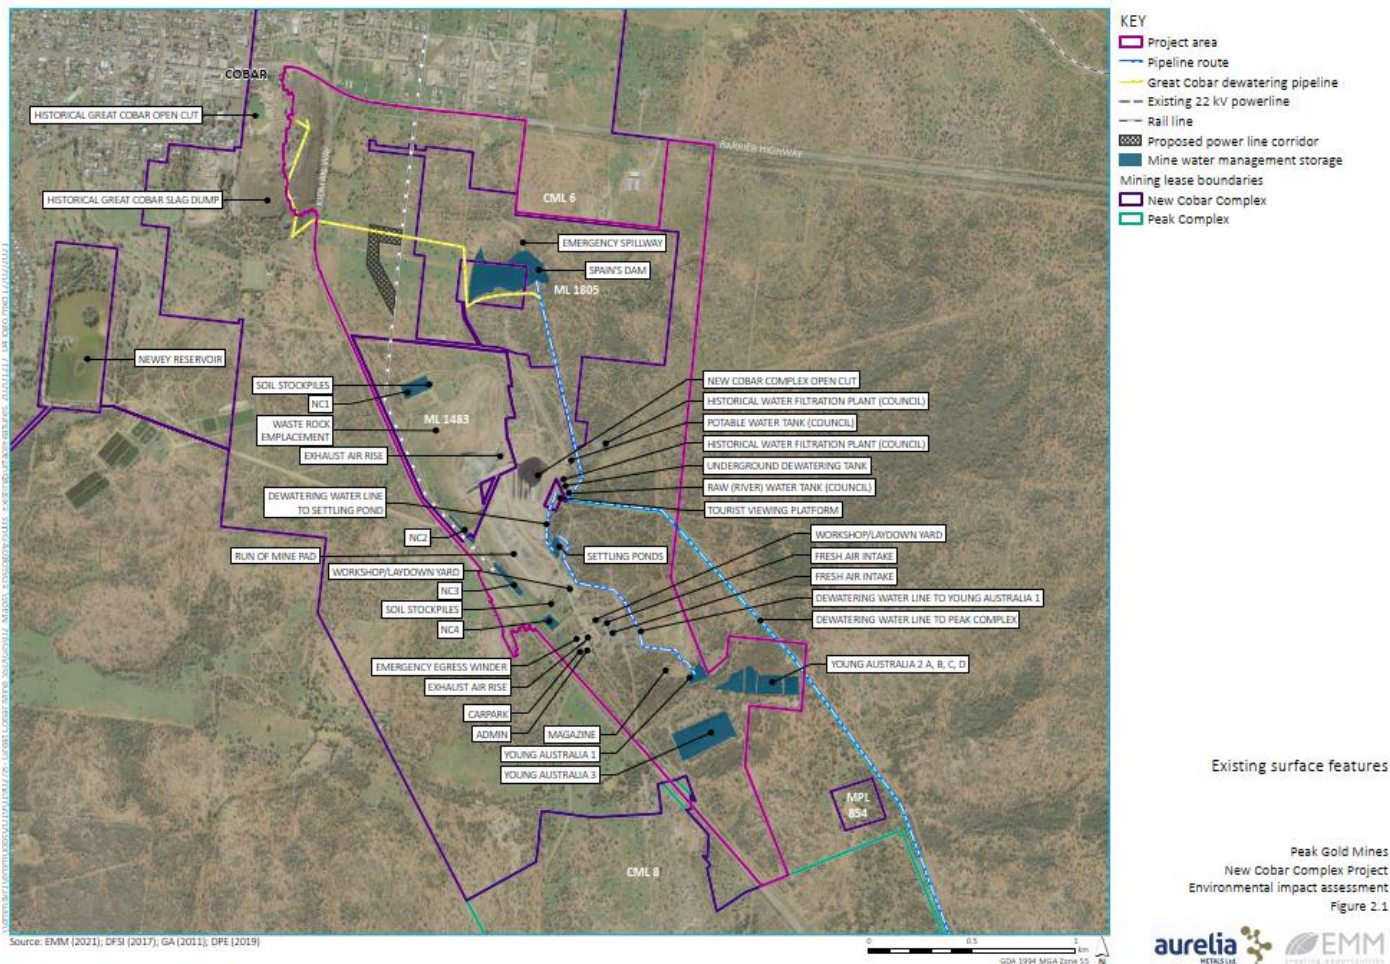 KEY
Project area
Pipeline route
Great Cobar dewatering pipeline
Existing 22 kV powerline
Rail line
Proposed power line corridor
Mine water management storage
Mining lease boundaries
New Cobar Complex
Peak Complex
COBAR
HISTORICAL GREAT COBAR OPEN CUT
BARRIER HIGHWAY
HISTORICAL GREAT COBAR SLAG DUMP
CML 6
EMERGENCY SPILLWAY
SPAIN'S DAM
ML 1805
NEWEY RESERVOIR
SOIL STOCKPILES
NC1
ML 1483
WASTE ROCK
EMPLACEMENT
EXHAUST AIR RISE
DEWATERING WATER LINE
TO SETTLING POND
NC2
RUN OF MINE PAD
WORKSHOP/LAYDOWN YARD
NC3
SOIL STOCKPILES
NC4
EMERGENCY EGRESS WINDER
EXHAUST AIR RISE
CARPARK
ADMIN
MAGAZINE
YOUNG AUSTRALIA 1
YOUNG AUSTRALIA 3
NEW COBAR COMPLEX OPEN CUT
HISTORICAL WATER FILTRATION PLANT (COUNCIL)
POTABLE WATER TANK (COUNCIL)
HISTORICAL WATER FILTRATION PLANT (COUNCIL)
UNDERGROUND DEWATERING TANK
RAW (RIVER) WATER TANK (COUNCIL)
TOURIST VIEWING PLATFORM
SETTLING PONDS
WORKSHOP/LAYDOWN YARD
FRESH AIR INTAKE
FRESH AIR INTAKE
DEWATERING WATER LINE TO YOUNG AUSTRALIA 1
DEWATERING WATER LINE TO PEAK COMPLEX
YOUNG AUSTRALIA 2 A, B, C, D
MPL
854
CML 8
Existing surface features
Peak Gold Mines
New Cobar Complex Project
Environmental impact assessment
Figure 2.1
Source: EMM (2021); DFSI (2017); GA (2011); DPE (2019)
0 0.5 1
km
GDA 1994 MGA Zone 55
N
aurelia
METALS Ltd.
EMM
creating opportunities